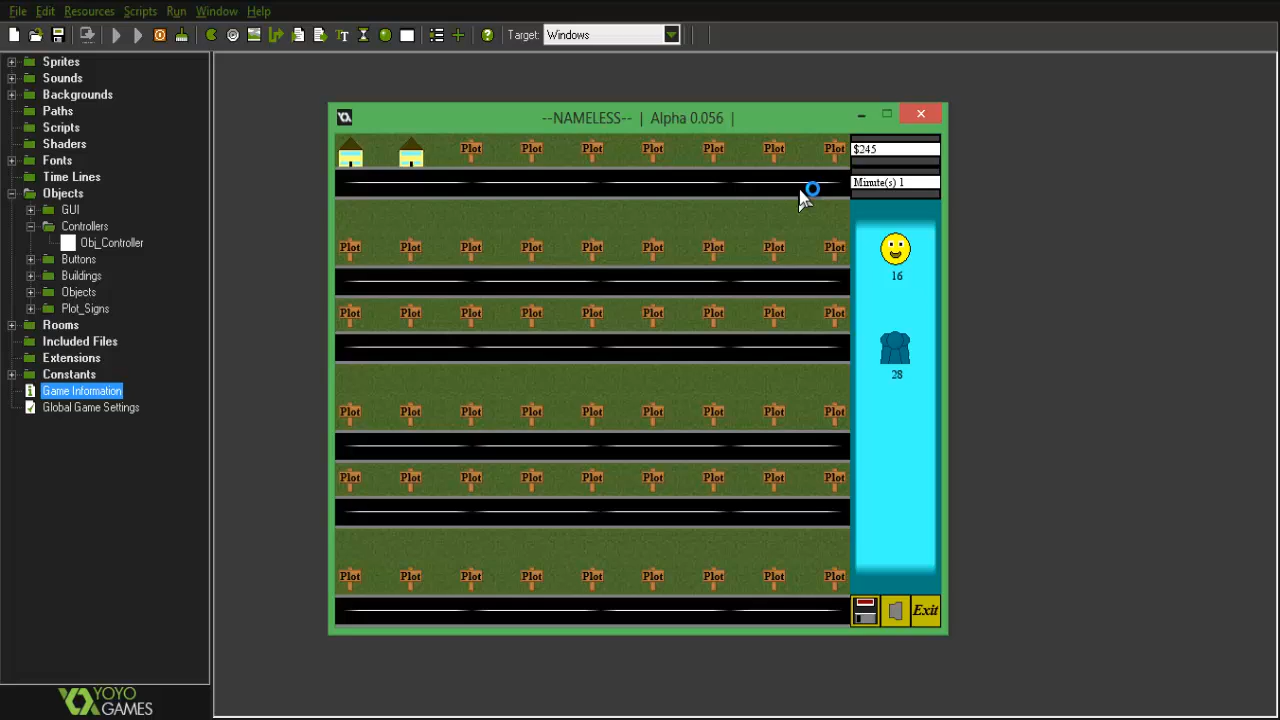 File Edit Resources Scripts Run Window Help
Target: Windows
Sprites
Sounds
Backgrounds
Paths
Scripts
Shaders
Fonts
Time Lines
Objects
GUI
Controllers
Obj_Controller
Buttons
Buildings
Objects
Plot_Signs
Rooms
Included Files
Extensions
Constants
Game Information
Global Game Settings
YOYO
GAMES
--NAMELESS-- | Alpha 0.056 |
Plot Plot Plot Plot Plot Plot Plot
$245
Minute(s) 1
Plot Plot Plot Plot Plot Plot Plot Plot Plot
16
Plot Plot Plot Plot Plot Plot Plot Plot Plot
28
Plot Plot Plot Plot Plot Plot Plot Plot Plot
Plot Plot Plot Plot Plot Plot Plot Plot Plot
Plot Plot Plot Plot Plot Plot Plot Plot Plot
Exit